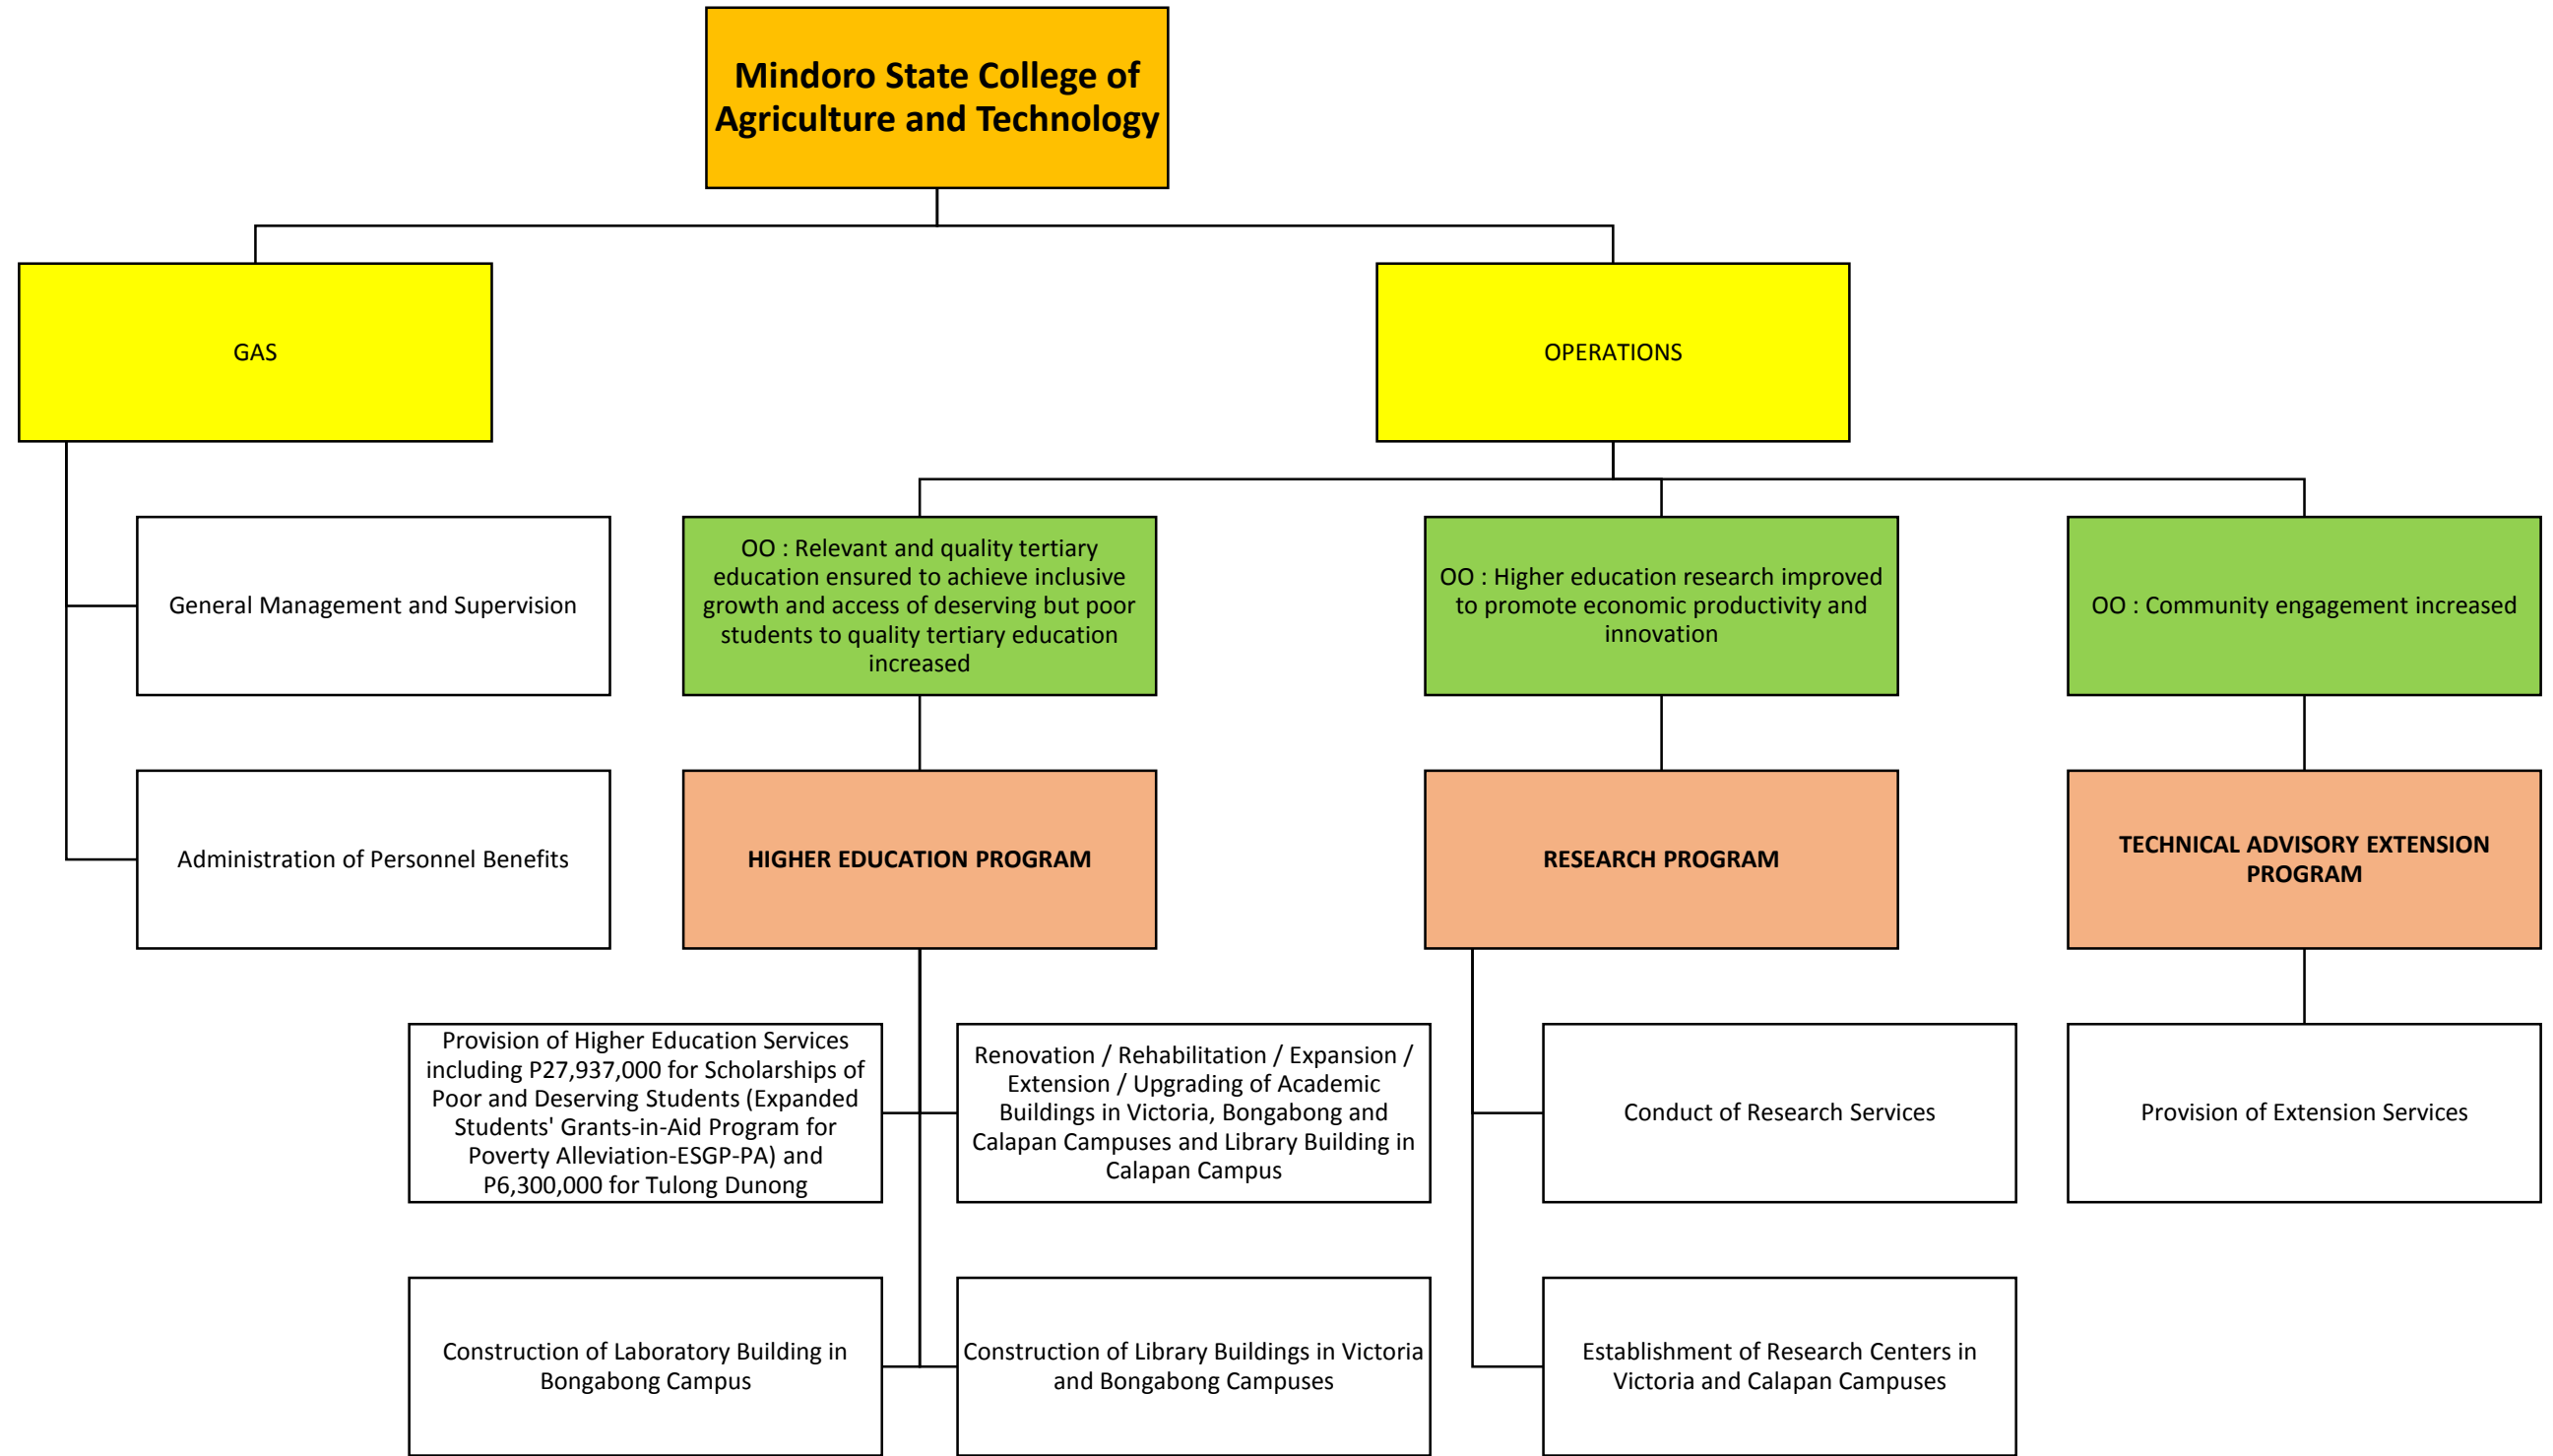 Mindoro State College of
Agriculture and Technology
GAS
OPERATIONS
General Management and Supervision
OO : Relevant and quality tertiary
education ensured to achieve inclusive
growth and access of deserving but poor
students to quality tertiary education
increased
OO : Higher education research improved
to promote economic productivity and
innovation
OO : Community engagement increased
Administration of Personnel Benefits
HIGHER EDUCATION PROGRAM
RESEARCH PROGRAM
TECHNICAL ADVISORY EXTENSION
PROGRAM
Provision of Higher Education Services
including P27,937,000 for Scholarships of
Poor and Deserving Students (Expanded
Students' Grants-in-Aid Program for
Poverty Alleviation-ESGP-PA) and
P6,300,000 for Tulong Dunong
Renovation / Rehabilitation / Expansion /
Extension / Upgrading of Academic
Buildings in Victoria, Bongabong and
Calapan Campuses and Library Building in
Calapan Campus
Conduct of Research Services
Provision of Extension Services
Construction of Laboratory Building in
Bongabong Campus
Construction of Library Buildings in Victoria
and Bongabong Campuses
Establishment of Research Centers in
Victoria and Calapan Campuses